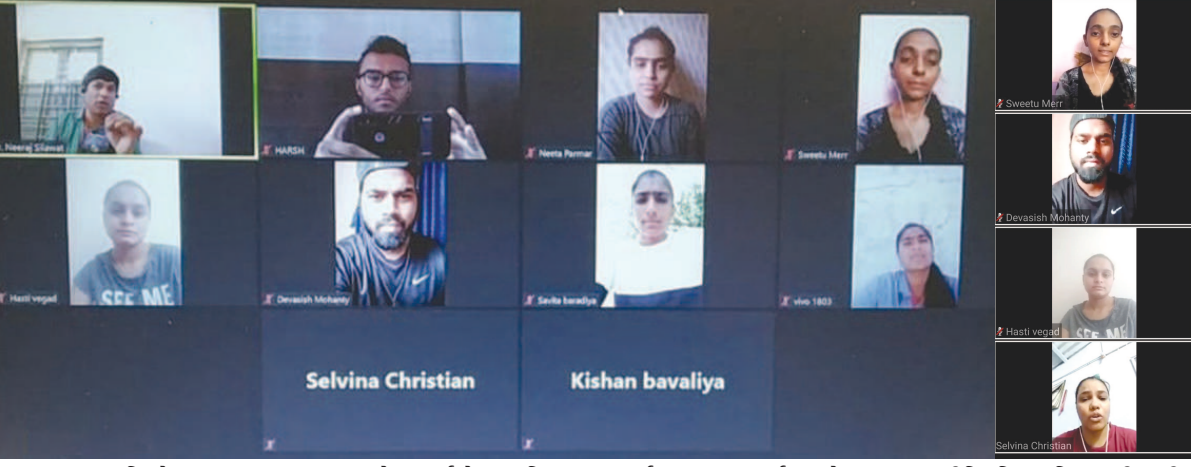 Neeraj Silawat
HARSH
Neeta Parmar
Sweetu Merr
Hasti vegad
SEE ME
Devasish Mohanty
Savita baradiya
vivo 1803
Selvina Christian
Kishan bavaliya
Sweetu Merr
Devasish Mohanty
Hasti vegad
SEE ME
Selvina Christian